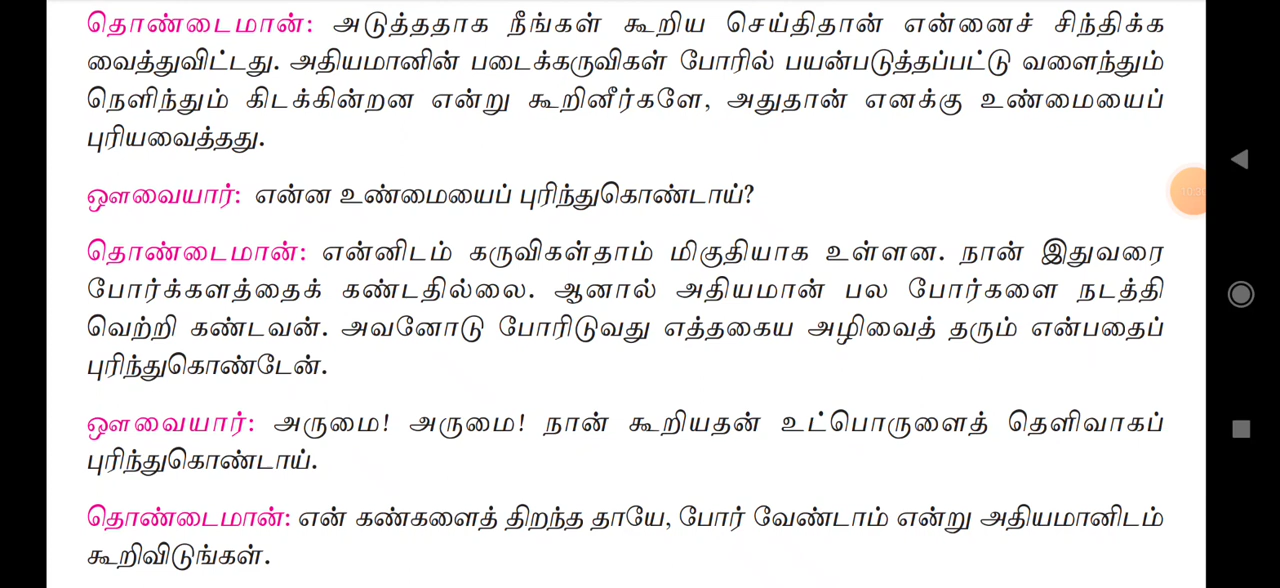 தொண்டைமான்: அடுத்ததாக நீங்கள் கூறிய செய்திதான் என்னைச் சிந்திக்க
வைத்துவிட்டது. அதியமானின் படைக்கருவிகள் போரில் பயன்படுத்தப்பட்டு வளைந்தும்
நெளிந்தும் கிடக்கின்றன என்று கூறினீர்களே, அதுதான் எனக்கு உண்மையைப்
புரியவைத்தது.
ஔவையார்: என்ன உண்மையைப் புரிந்துகொண்டாய்?
தொண்டைமான்: என்னிடம் கருவிகள்தாம் மிகுதியாக உள்ளன. நான் இதுவரை
போர்க்களத்தைக் கண்டதில்லை. ஆனால் அதியமான் பல போர்களை நடத்தி
வெற்றி கண்டவன். அவனோடு போரிடுவது எத்தகைய அழிவைத் தரும் என்பதைப்
புரிந்துகொண்டேன்.
ஔவையார்: அருமை! அருமை! நான் கூறியதன் உட்பொருளைத் தெளிவாகப்
புரிந்துகொண்டாய்.
தொண்டைமான்: என் கண்களைத் திறந்த தாயே, போர் வேண்டாம் என்று அதியமானிடம்
கூறிவிடுங்கள்.